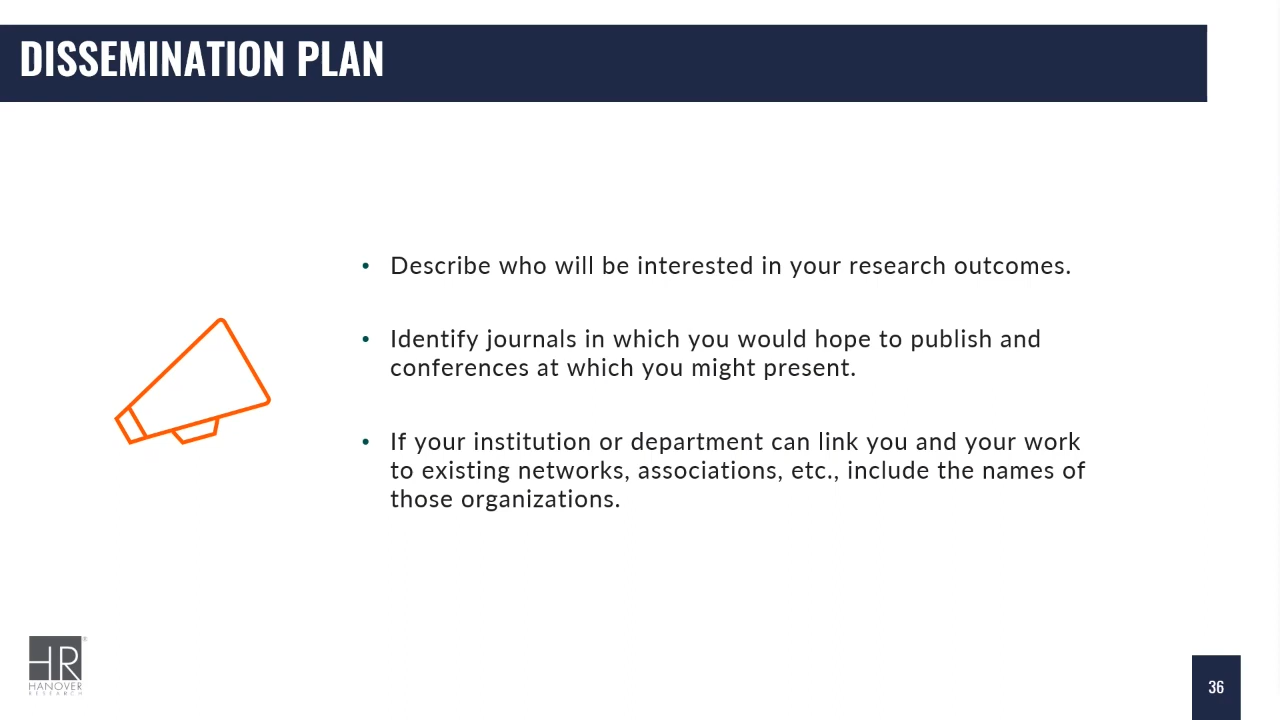 DISSEMINATION PLAN
• Describe who will be interested in your research outcomes.
• Identify journals in which you would hope to publish and
conferences at which you might present.
• If your institution or department can link you and your work
to existing networks, associations, etc., include the names of
those organizations.
HR®
HANOVER
RESEARCH
36